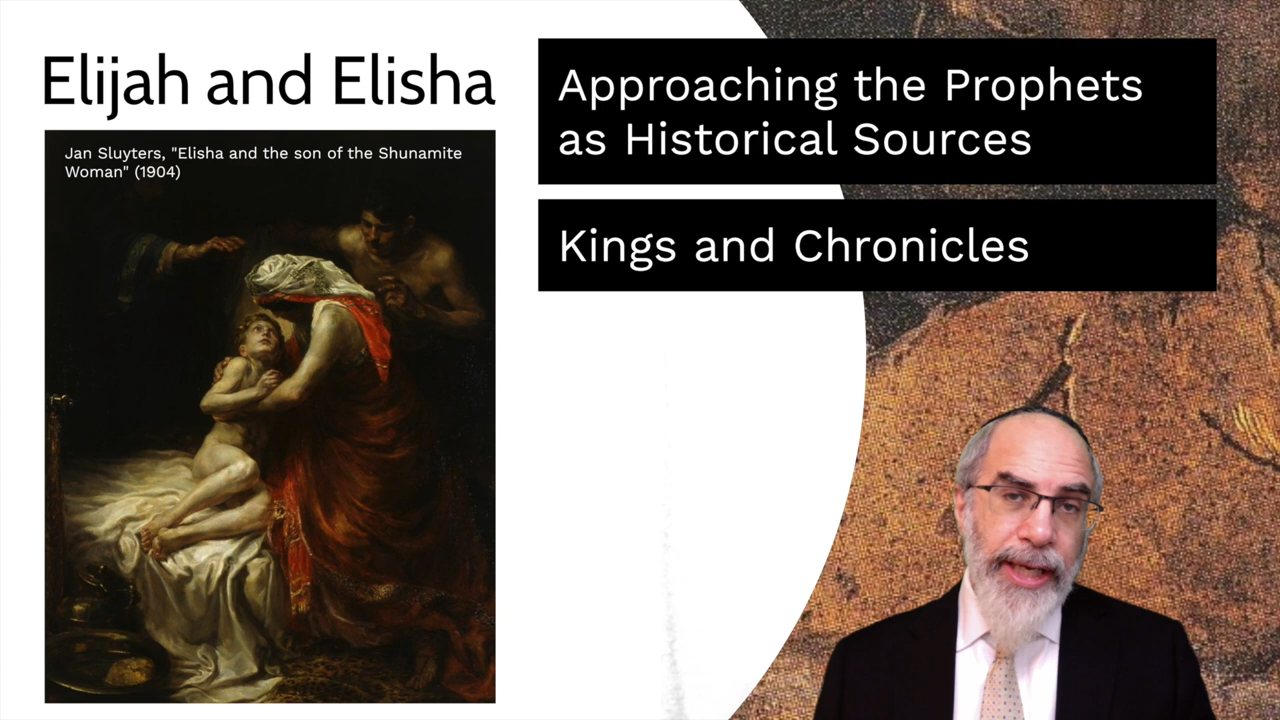 Elijah and Elisha
Jan Sluyters, "Elisha and the son of the Shunamite
Woman" (1904)
Approaching the Prophets
as Historical Sources
Kings and Chronicles